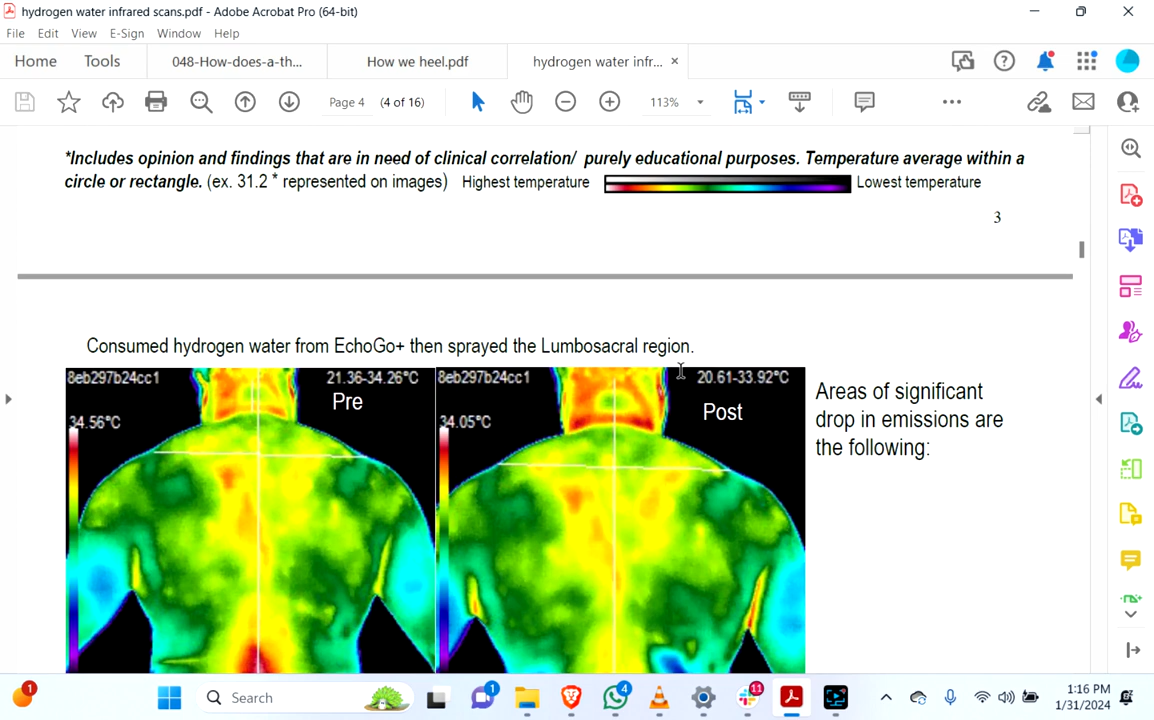 hydrogen water infrared scans.pdf - Adobe Acrobat Pro (64-bit)
File Edit View E-Sign Window Help
Home Tools 048-How-does-a-th... How we heel.pdf hydrogen water infr... ×
Page 4 (4 of 16) 113%
*Includes opinion and findings that are in need of clinical correlation/ purely educational purposes. Temperature average within a
circle or rectangle. (ex. 31.2 * represented on images) Highest temperature Lowest temperature
3
Consumed hydrogen water from EchoGo+ then sprayed the Lumbosacral region.
8eb297b24cc1 21.36-34.26°C 8eb297b24cc1 20.61-33.92°C
Pre Post
34.56°C 34.05°C
Areas of significant
drop in emissions are
the following:
1 Search 1 4 11 1:16 PM
1/31/2024